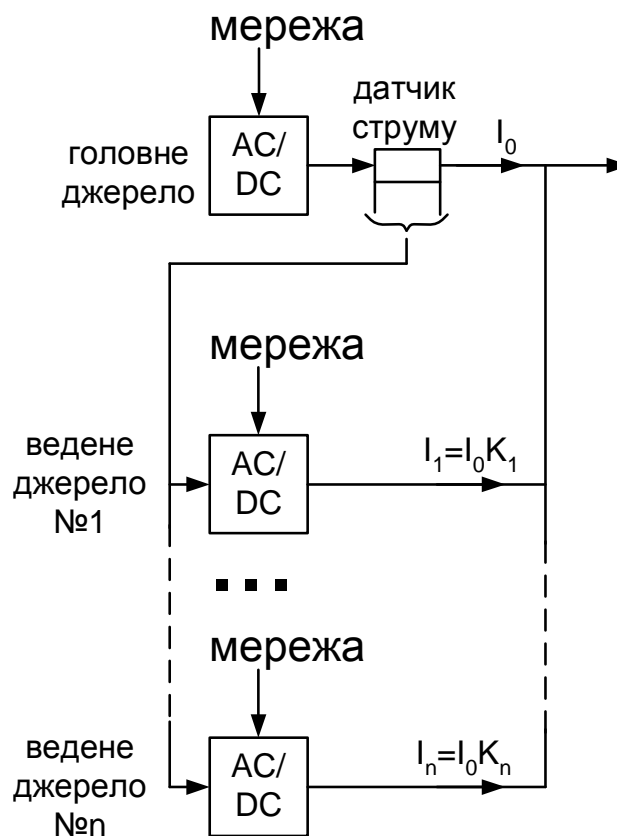 мережа
головне
джерело
AC/
DC
датчик
струму
I₀
мережа
ведене
джерело
№1
AC/
DC
I₁=I₀K₁
мережа
ведене
джерело
№n
AC/
DC
Iₙ=I₀Kₙ